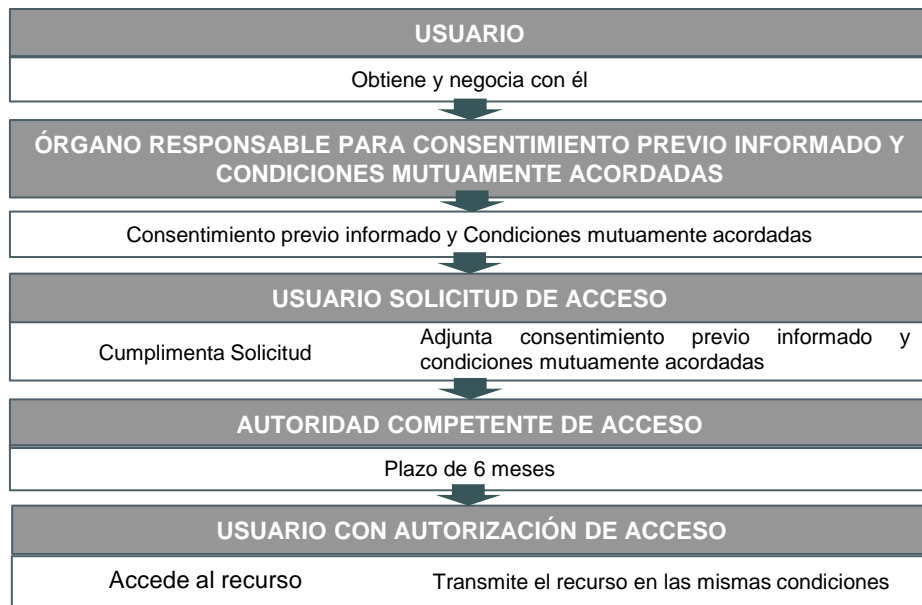 USUARIO
Obtiene y negocia con él
ÓRGANO RESPONSABLE PARA CONSENTIMIENTO PREVIO INFORMADO Y
CONDICIONES MUTUAMENTE ACORDADAS
Consentimiento previo informado y Condiciones mutuamente acordadas
USUARIO SOLICITUD DE ACCESO
Cumplimenta Solicitud
Adjunta consentimiento previo informado y
condiciones mutuamente acordadas
AUTORIDAD COMPETENTE DE ACCESO
Plazo de 6 meses
USUARIO CON AUTORIZACIÓN DE ACCESO
Accede al recurso
Transmite el recurso en las mismas condiciones